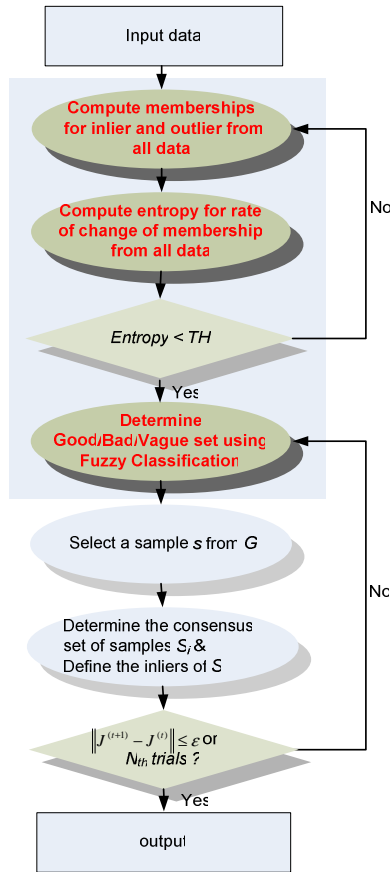 Input data
Compute memberships
for inlier and outlier from
all data
No
Compute entropy for rate
of change of membership
from all data
Entropy < TH
Yes
Determine
Good/Bad/Vague set using
Fuzzy Classification
Select a sample s from G
No
Determine the consensus
set of samples S_i &
Define the inliers of S
‖J^(t+1) − J^(t)‖ ≤ ε or
N_th trials ?
Yes
output